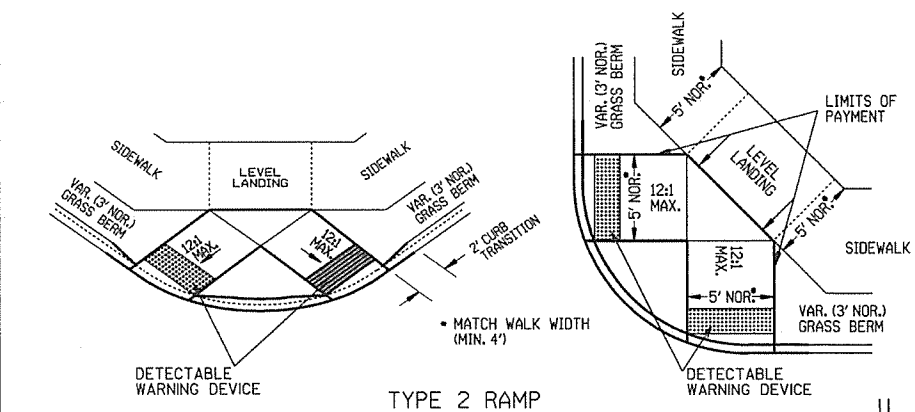 SIDEWALK
LEVEL
LANDING
SIDEWALK
VAR. (3' NOR.)
GRASS BERM
VAR. (3' NOR.)
GRASS BERM
12:1
MAX.
12:1
MAX.
2' CURB
TRANSITION
* MATCH WALK WIDTH
(MIN. 4')
DETECTABLE
WARNING DEVICE
SIDEWALK
VAR. (3' NOR.)
GRASS BERM
5' NOR.*
LIMITS OF
PAYMENT
LEVEL
LANDING
5' NOR.*
12:1
MAX.
5' NOR.*
SIDEWALK
12:1
MAX.
5' NOR.*
VAR. (3' NOR.)
GRASS BERM
DETECTABLE
WARNING DEVICE
TYPE 2 RAMP